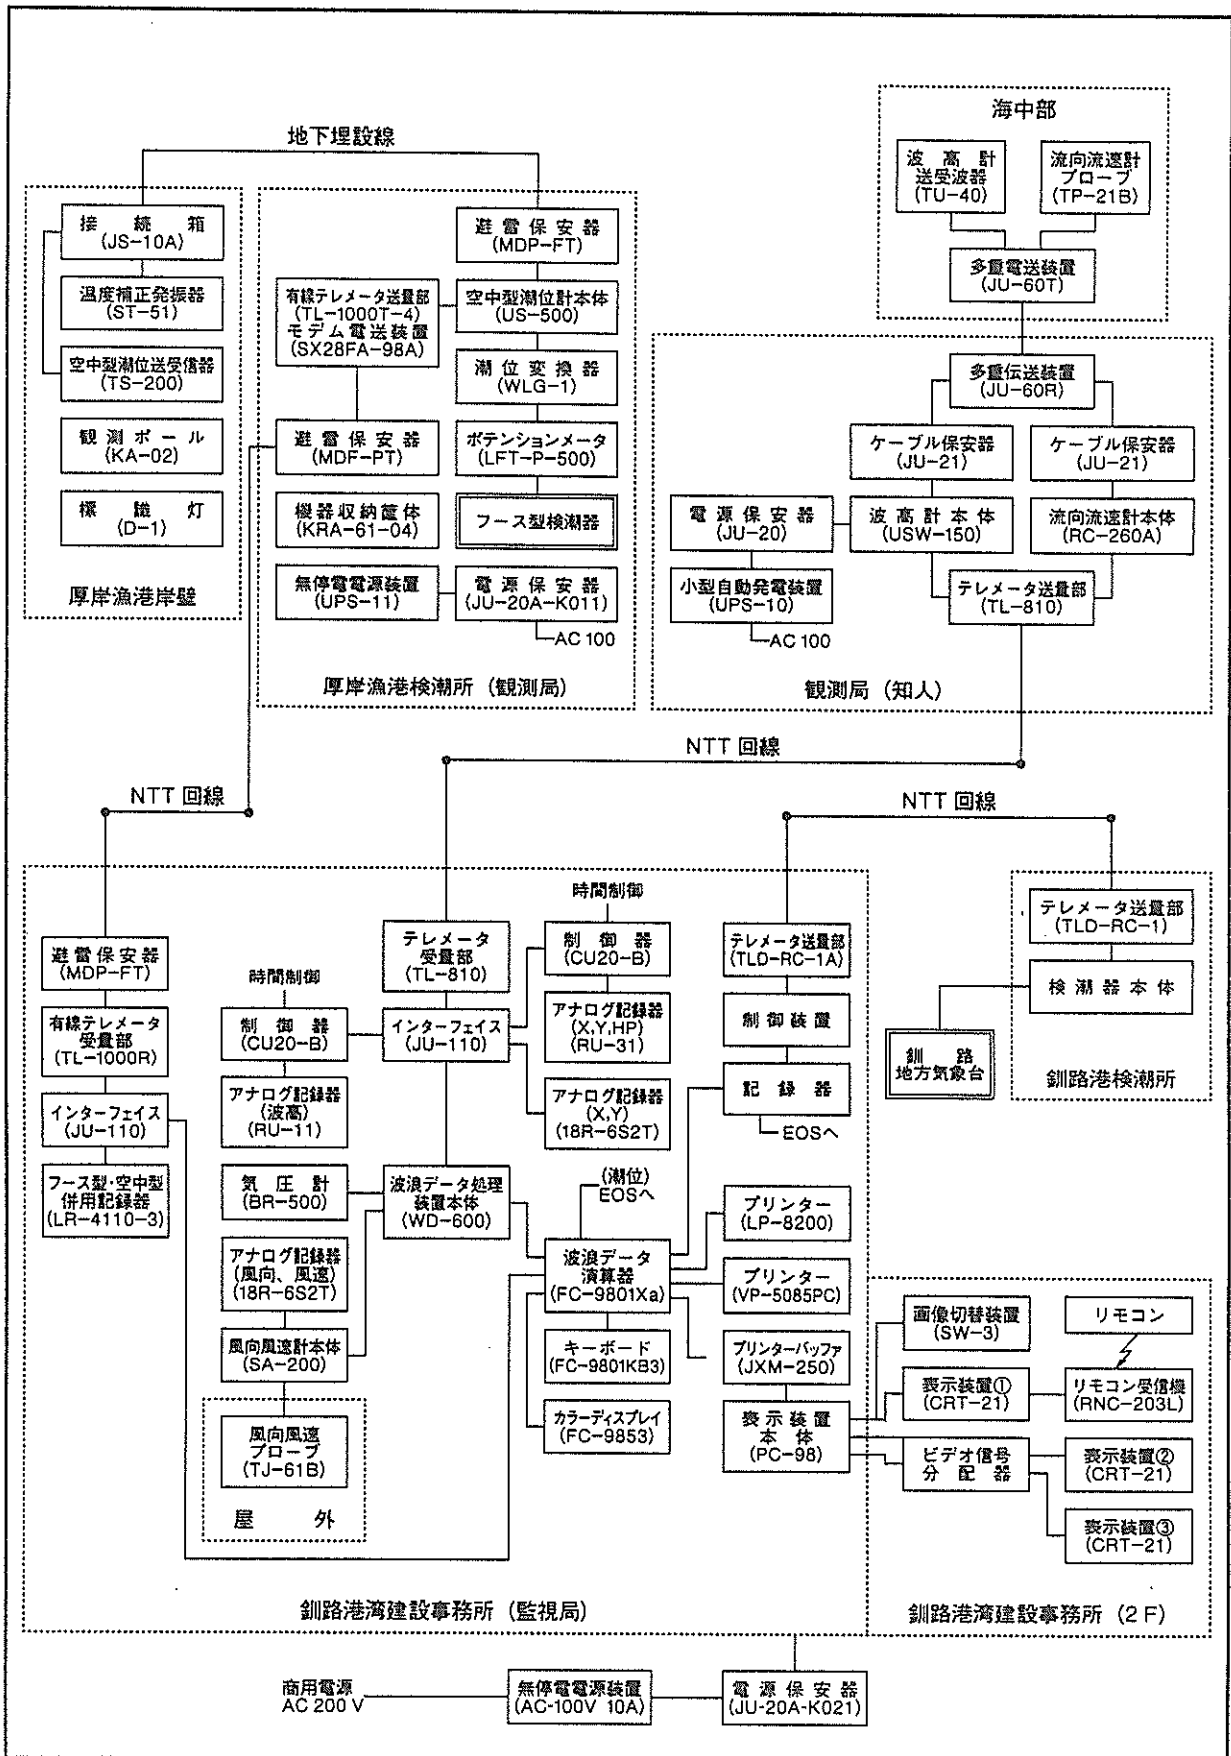 海中部
波高計
送受波器
(TU-40)
流向流速計
プローブ
(TP-21B)
多重電送装置
(JU-60T)
地下埋設線
接続箱
(JS-10A)
温度補正発振器
(ST-51)
空中型潮位送受信器
(TS-200)
観測ポール
(KA-02)
標識灯
(D-1)
厚岸漁港岸壁
避雷保安器
(MDP-FT)
有線テレメータ送量部
(TL-1000T-4)
モデム電送装置
(SX28FA-98A)
空中型潮位計本体
(US-500)
潮位変換器
(WLG-1)
避雷保安器
(MDF-PT)
ポテンションメータ
(LFT-P-500)
機器収納筐体
(KRA-61-04)
フース型検潮器
無停電電源装置
(UPS-11)
電源保安器
(JU-20A-K011)
AC 100
厚岸漁港検潮所(観測局)
多重伝送装置
(JU-60R)
ケーブル保安器
(JU-21)
ケーブル保安器
(JU-21)
電源保安器
(JU-20)
波高計本体
(USW-150)
流向流速計本体
(RC-260A)
小型自動発電装置
(UPS-10)
テレメータ送量部
(TL-810)
AC 100
観測局(知人)
NTT 回線
NTT 回線
NTT 回線
避雷保安器
(MDP-FT)
有線テレメータ
受量部
(TL-1000R)
インターフェイス
(JU-110)
フース型・空中型
併用記録器
(LR-4110-3)
時間制御
制御器
(CU20-B)
アナログ記録器
(波高)
(RU-11)
気圧計
(BR-500)
アナログ記録器
(風向、風速)
(18R-6S2T)
風向風速計本体
(SA-200)
風向風速
プローブ
(TJ-61B)
屋外
テレメータ
受量部
(TL-810)
インターフェイス
(JU-110)
波浪データ処理
装置本体
(WD-600)
時間制御
制御器
(CU20-B)
アナログ記録器
(X,Y,HP)
(RU-31)
アナログ記録器
(X,Y)
(18R-6S2T)
(潮位)
EOSへ
波浪データ
演算器
(FC-9801Xa)
キーボード
(FC-9801KB3)
カラーディスプレイ
(FC-9853)
テレメータ送量部
(TLD-RC-1A)
制御装置
記録器
EOSへ
プリンター
(LP-8200)
プリンター
(VP-5085PC)
プリンターバッファ
(JXM-250)
表示装置
本体
(PC-98)
釧路港湾建設事務所(監視局)
テレメータ送量部
(TLD-RC-1)
検潮器本体
釧路
地方気象台
釧路港検潮所
画像切替装置
(SW-3)
リモコン
表示装置①
(CRT-21)
リモコン受信機
(RNC-203L)
ビデオ信号
分配器
表示装置②
(CRT-21)
表示装置③
(CRT-21)
釧路港湾建設事務所(2F)
商用電源
AC 200 V
無停電電源装置
(AC-100V 10A)
電源保安器
(JU-20A-K021)